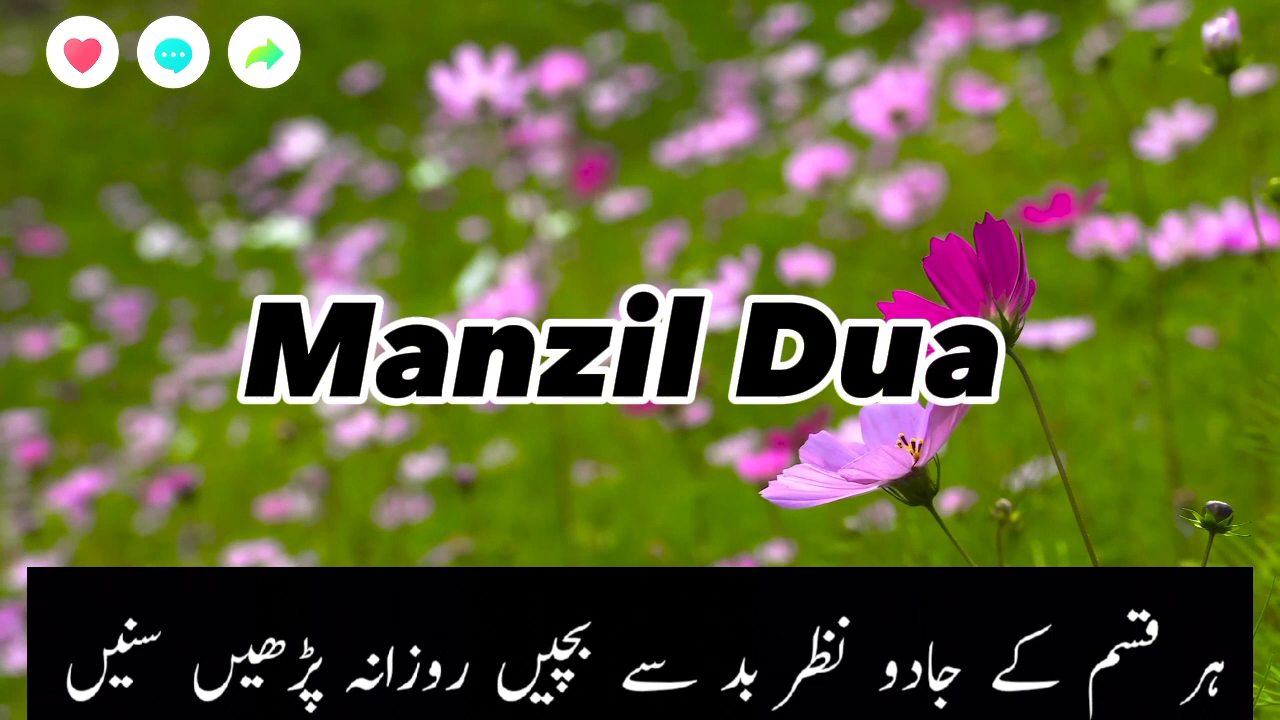 Manzil Dua
ہر قسم کے جادو نظر بد سے بچیں روزانہ پڑھیں سنیں